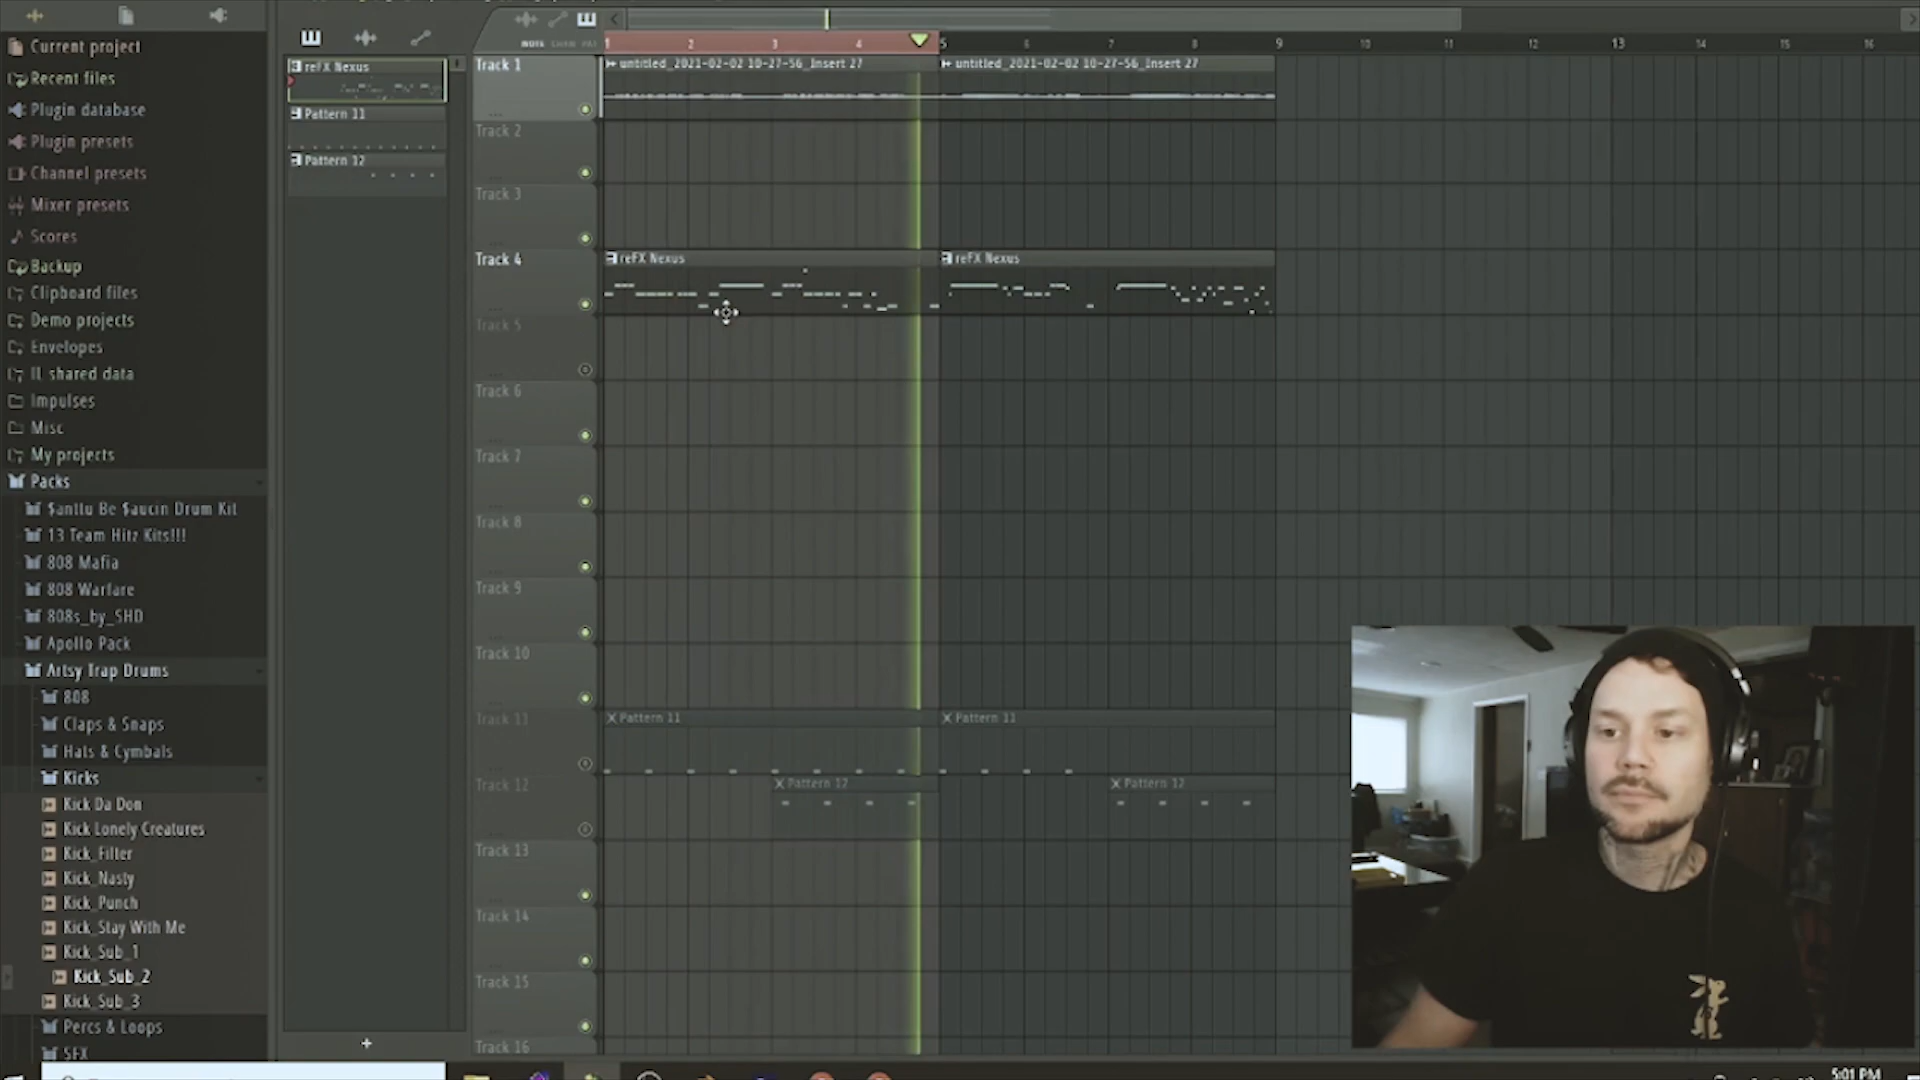 Current project
Recent files
Plugin database
Plugin presets
Channel presets
Mixer presets
Scores
Backup
Clipboard files
Demo projects
Envelopes
IL shared data
Impulses
Misc
My projects
Packs
$anttu Be $aucin Drum Kit
13 Team Hitz Kits!!!
808 Mafia
808 Warfare
808s_by_SHD
Apollo Pack
Artsy Trap Drums
808
Claps & Snaps
Hats & Cymbals
Kicks
Kick Da Don
Kick Lonely Creatures
Kick_Filter
Kick_Nasty
Kick_Punch
Kick_Stay With Me
Kick_Sub_1
Kick_Sub_2
Kick_Sub_3
Percs & Loops
SFX
reFX Nexus
Pattern 11
Pattern 12
+
NOTE CHAN PAT
1 2 3 4 5 6 7 8 9 10 11 12 13 14 15 16
Track 1
untitled_2021-02-02 10-27-56_Insert 27
untitled_2021-02-02 10-27-56_Insert 27
Track 2
Track 3
Track 4
reFX Nexus
reFX Nexus
Track 5
Track 6
Track 7
Track 8
Track 9
Track 10
Track 11
Pattern 11
Pattern 11
Track 12
Pattern 12
Pattern 12
Track 13
Track 14
Track 15
Track 16
5:01 PM